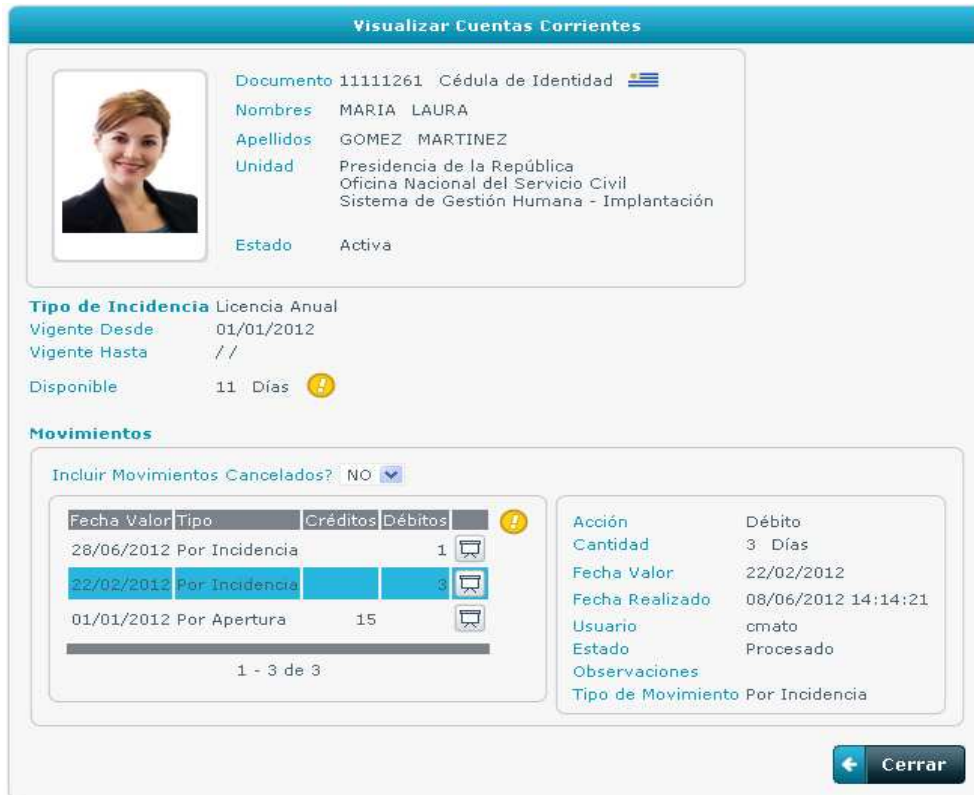 Visualizar Cuentas Corrientes
Documento 11111261 Cédula de Identidad
Nombres MARIA LAURA
Apellidos GOMEZ MARTINEZ
Unidad Presidencia de la República
Oficina Nacional del Servicio Civil
Sistema de Gestión Humana - Implantación
Estado Activa
Tipo de Incidencia Licencia Anual
Vigente Desde 01/01/2012
Vigente Hasta / /
Disponible 11 Días
Movimientos
Incluir Movimientos Cancelados? NO
Fecha Valor Tipo Créditos Débitos
28/06/2012 Por Incidencia 1
22/02/2012 Por Incidencia 3
01/01/2012 Por Apertura 15
1 - 3 de 3
Acción Débito
Cantidad 3 Días
Fecha Valor 22/02/2012
Fecha Realizado 08/06/2012 14:14:21
Usuario cmato
Estado Procesado
Observaciones
Tipo de Movimiento Por Incidencia
Cerrar